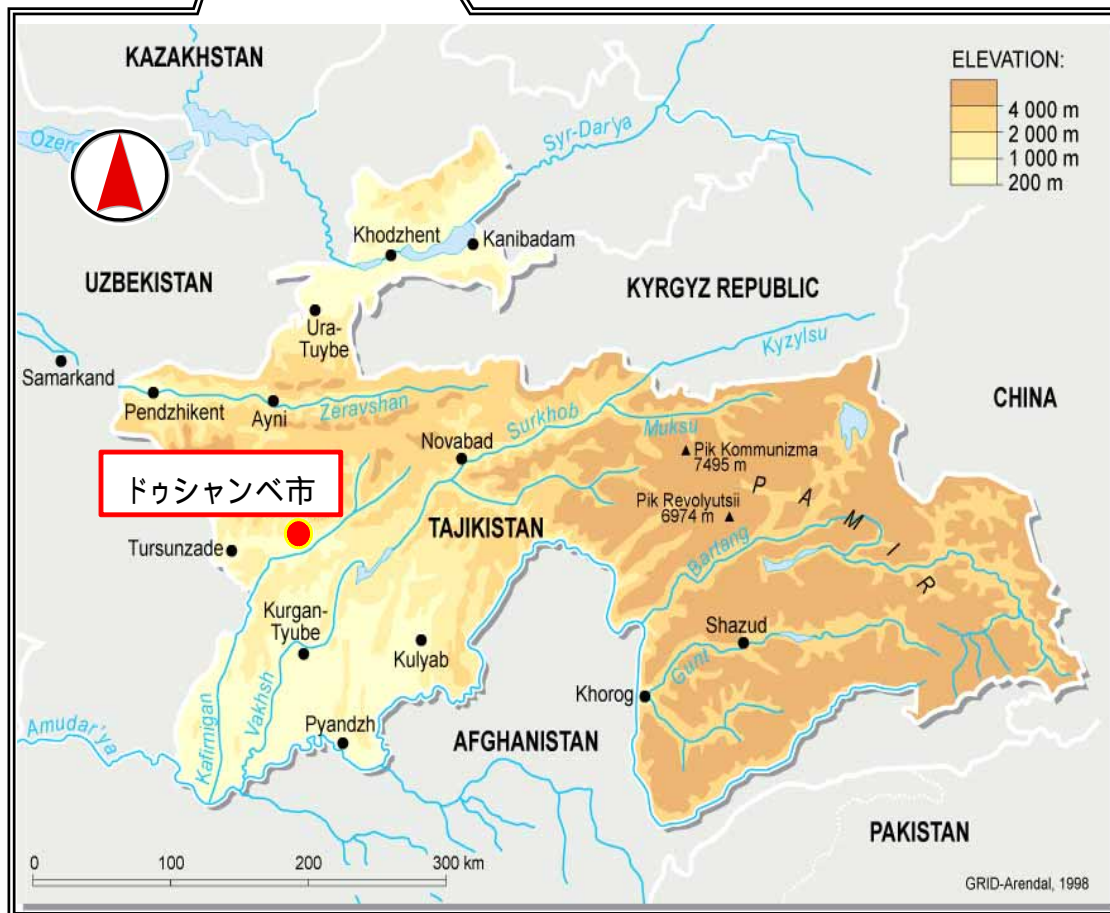 KAZAKHSTAN
ELEVATION:
4 000 m
2 000 m
1 000 m
200 m
Syr-Dar'ya
Khodzhent
Kanibadam
UZBEKISTAN
KYRGYZ REPUBLIC
Ura-
Tuybe
Kyzylsu
Samarkand
Pendzhikent
Ayni
Zeravshan
CHINA
Surkhob
Muksu
Novabad
Pik Kommunizma
7495 m
ドゥシャンベ市
Pik Revolyutsii
6974 m
PAMIR
TAJIKISTAN
Tursunzade
Bartang
Kurgan-
Tyube
Kulyab
Shazud
Gunt
Khorog
Kafirnigan
Vakhsh
Amudar'ya
Pyandzh
AFGHANISTAN
PAKISTAN
0 100 200 300 km
GRID-Arendal, 1998